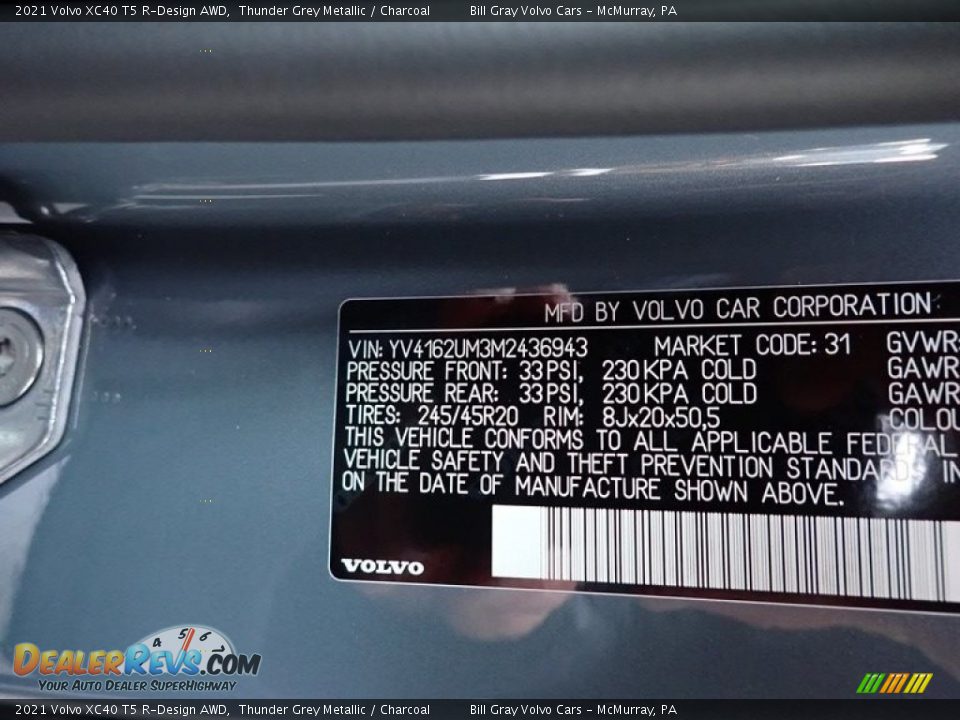 2021 Volvo XC40 T5 R-Design AWD,  Thunder Grey Metallic / Charcoal     Bill Gray Volvo Cars - McMurray, PA
MFD BY VOLVO CAR CORPORATION
VIN: YV4162UM3M2436943     MARKET CODE: 31     GVWR:
PRESSURE FRONT: 33 PSI, 230 KPA COLD     GAWR
PRESSURE REAR: 33 PSI, 230 KPA COLD     GAWR
TIRES: 245/45R20   RIM: 8Jx20x50,5     COLOU
THIS VEHICLE CONFORMS TO ALL APPLICABLE FEDERAL
VEHICLE SAFETY AND THEFT PREVENTION STANDARDS IN
ON THE DATE OF MANUFACTURE SHOWN ABOVE.
VOLVO
4 5 6
DEALERREVS.COM
YOUR AUTO DEALER SUPERHIGHWAY
2021 Volvo XC40 T5 R-Design AWD,  Thunder Grey Metallic / Charcoal     Bill Gray Volvo Cars - McMurray, PA